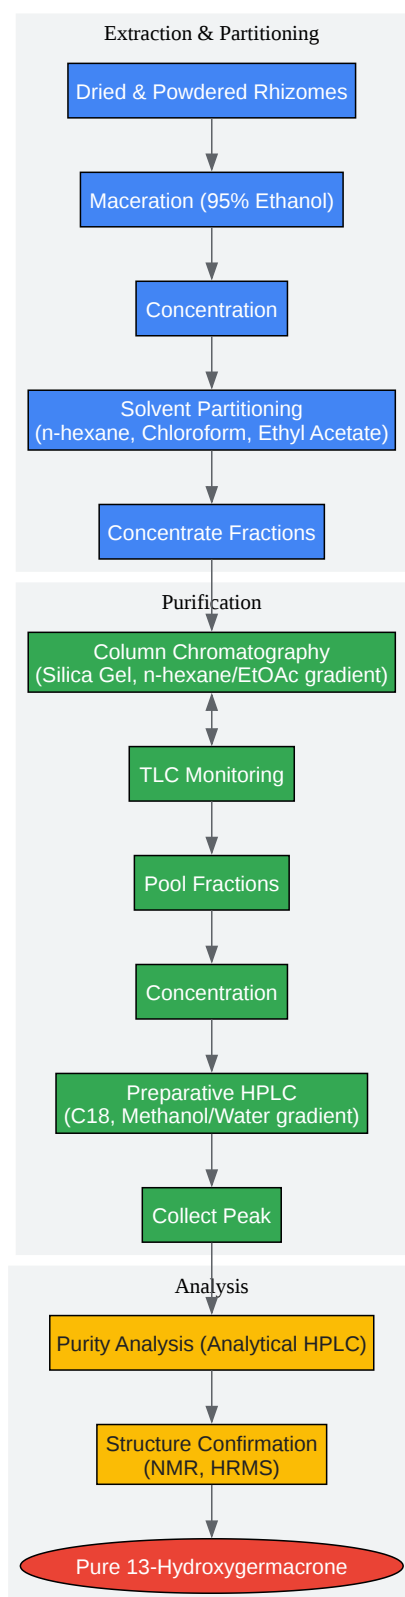 Extraction & Partitioning
Dried & Powdered Rhizomes
Maceration (95% Ethanol)
Concentration
Solvent Partitioning
(n-hexane, Chloroform, Ethyl Acetate)
Concentrate Fractions
Purification
Column Chromatography
(Silica Gel, n-hexane/EtOAc gradient)
TLC Monitoring
Pool Fractions
Concentration
Preparative HPLC
(C18, Methanol/Water gradient)
Collect Peak
Analysis
Purity Analysis (Analytical HPLC)
Structure Confirmation
(NMR, HRMS)
Pure 13-Hydroxygermacrone